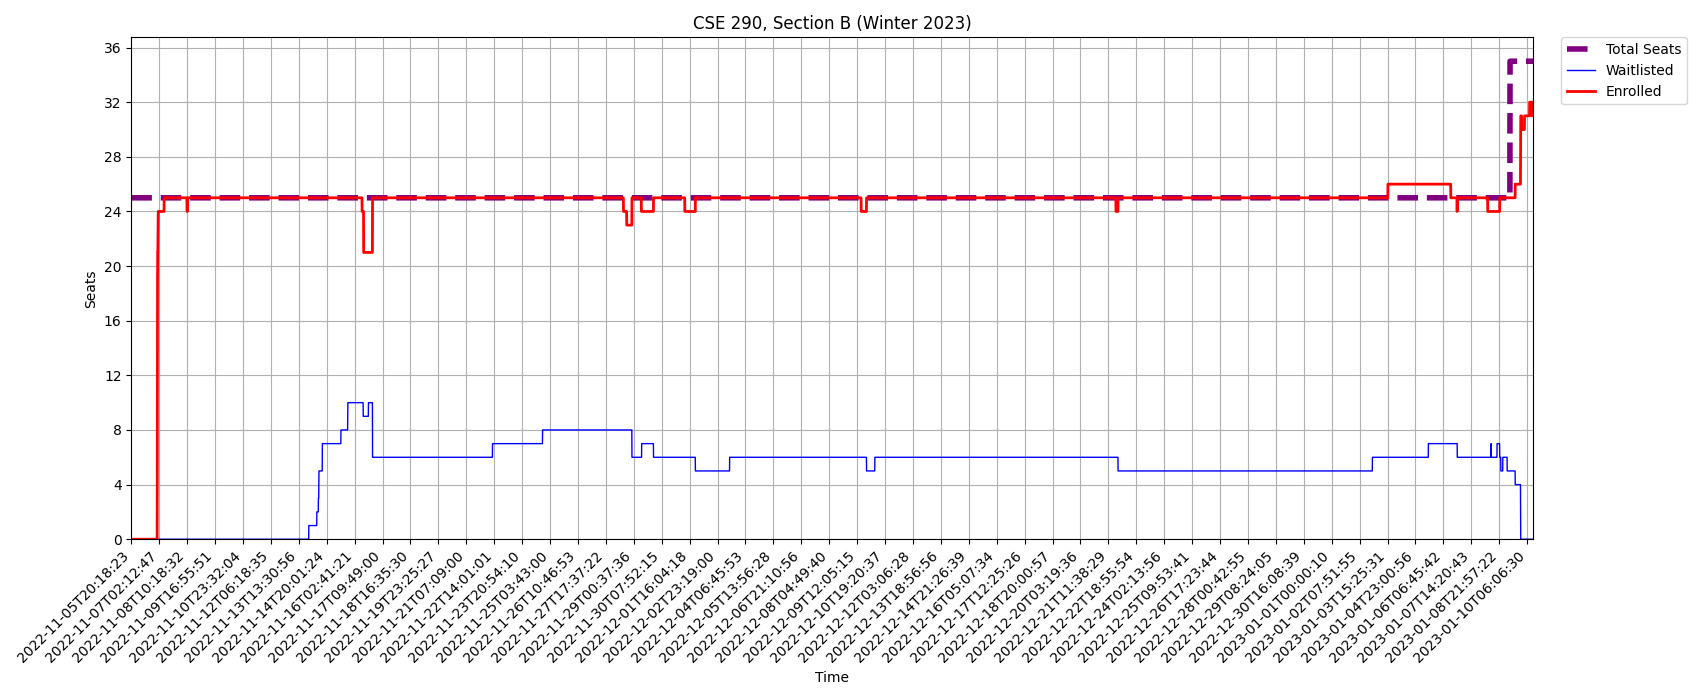 CSE 290, Section B (Winter 2023)
Total Seats
Waitlisted
Enrolled
36
32
28
24
20
16
12
8
4
0
Seats
2022-11-05T20:18:23
2022-11-07T02:12:47
2022-11-08T10:18:32
2022-11-09T16:55:51
2022-11-10T23:32:04
2022-11-12T06:18:35
2022-11-13T13:30:56
2022-11-14T20:01:24
2022-11-16T02:41:21
2022-11-17T09:49:00
2022-11-18T16:35:30
2022-11-19T23:25:27
2022-11-21T07:09:00
2022-11-22T14:01:01
2022-11-23T20:54:10
2022-11-25T03:43:00
2022-11-26T10:46:53
2022-11-27T17:37:22
2022-11-29T00:37:36
2022-11-30T07:52:15
2022-12-01T16:04:18
2022-12-02T23:19:00
2022-12-04T06:45:53
2022-12-05T13:56:28
2022-12-06T21:10:56
2022-12-08T04:49:40
2022-12-09T12:05:15
2022-12-10T19:20:37
2022-12-12T03:06:28
2022-12-13T18:56:56
2022-12-14T21:26:39
2022-12-16T05:07:34
2022-12-17T12:25:26
2022-12-18T20:00:57
2022-12-20T03:19:36
2022-12-21T11:38:29
2022-12-22T18:55:54
2022-12-24T02:13:56
2022-12-25T09:53:41
2022-12-26T17:23:44
2022-12-28T00:42:55
2022-12-29T08:24:05
2022-12-30T16:08:39
2023-01-01T00:00:10
2023-01-02T07:51:55
2023-01-03T15:25:31
2023-01-04T23:00:56
2023-01-06T06:45:42
2023-01-07T14:20:43
2023-01-08T21:57:22
2023-01-10T06:06:30
Time